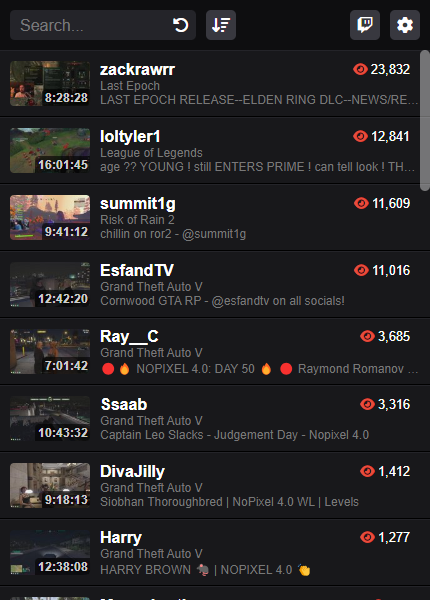 Search...
zackrawrr
23,832
Last Epoch
8:28:28
LAST EPOCH RELEASE--ELDEN RING DLC--NEWS/RE...
loltyler1
12,841
League of Legends
16:01:45
age ?? YOUNG ! still ENTERS PRIME ! can tell look ! TH...
summit1g
11,609
Risk of Rain 2
9:41:12
chillin on ror2 - @summit1g
EsfandTV
11,016
Grand Theft Auto V
12:42:20
Cornwood GTA RP - @esfandtv on all socials!
Ray__C
3,685
Grand Theft Auto V
7:01:42
🔴🔥 NOPIXEL 4.0: DAY 50 🔥 🔴 Raymond Romanov ...
Ssaab
3,316
Grand Theft Auto V
10:43:32
Captain Leo Slacks - Judgement Day - Nopixel 4.0
DivaJilly
1,412
Grand Theft Auto V
9:18:13
Siobhan Thoroughbred | NoPixel 4.0 WL | Levels
Harry
1,277
Grand Theft Auto V
12:38:08
HARRY BROWN 🐀 | NOPIXEL 4.0 👏